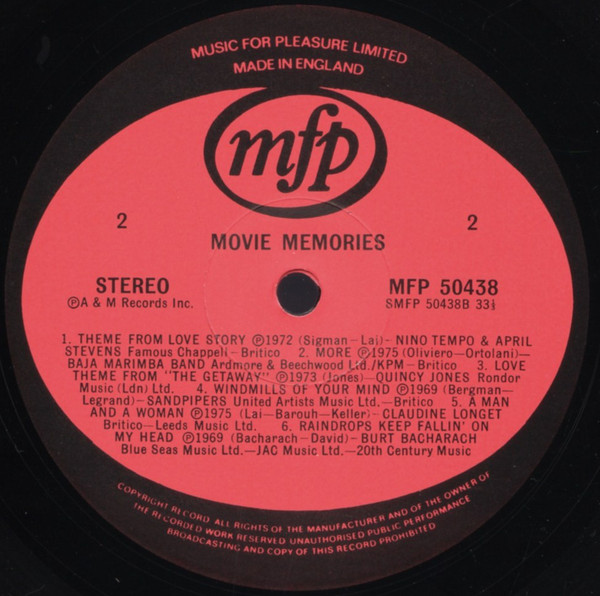 MUSIC FOR PLEASURE LIMITED
MADE IN ENGLAND
mfp
2 2
MOVIE MEMORIES
STEREO MFP 50438
ⓅA & M Records Inc. SMFP 50438B 33⅓
1. THEME FROM LOVE STORY Ⓟ1972 (Sigman—Lai)- NINO TEMPO & APRIL
STEVENS Famous Chappell- Britico 2. MORE Ⓟ1975 (Oliviero—Ortolani)—
BAJA MARIMBA BAND Ardmore & Beechwood Ltd./KPM - Britico 3. LOVE
THEME FROM "THE GETAWAY" Ⓟ1973 (Jones)—QUINCY JONES Rondor
Music (Ldn) Ltd. 4. WINDMILLS OF YOUR MIND Ⓟ1969 (Bergman—
Legrand)- SANDPIPERS United Artists Music Ltd.—Britico 5. A MAN
AND A WOMAN Ⓟ1975 (Lai—Barouh—Keller)- CLAUDINE LONGET
Britico—Leeds Music Ltd. 6. RAINDROPS KEEP FALLIN' ON
MY HEAD Ⓟ1969 (Bacharach—David)—BURT BACHARACH
Blue Seas Music Ltd.—JAC Music Ltd.—20th Century Music
COPYRIGHT RECORD. ALL RIGHTS OF THE MANUFACTURER AND OF THE OWNER OF
THE RECORDED WORK RESERVED UNAUTHORISED PUBLIC PERFORMANCE
BROADCASTING AND COPY OF THIS RECORD PROHIBITED